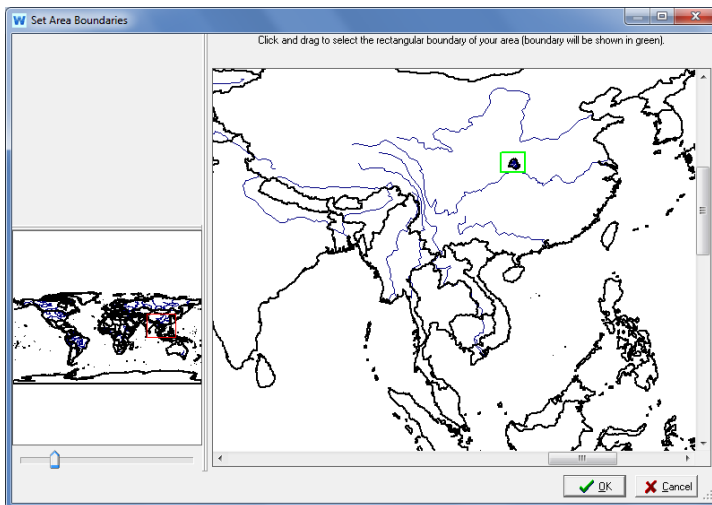 Set Area Boundaries
Click and drag to select the rectangular boundary of your area (boundary will be shown in green).
OK
Cancel